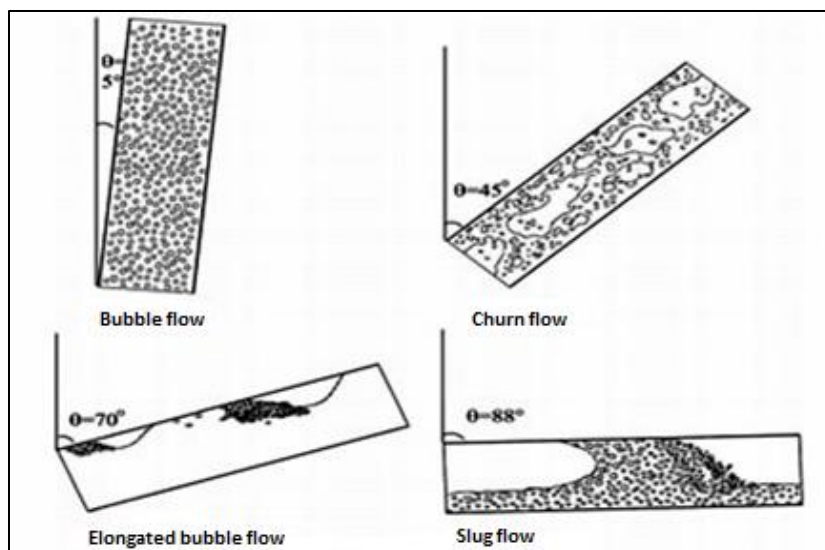 θ=
5°
Bubble flow
θ=45°
Churn flow
θ=70°
Elongated bubble flow
θ=88°
Slug flow